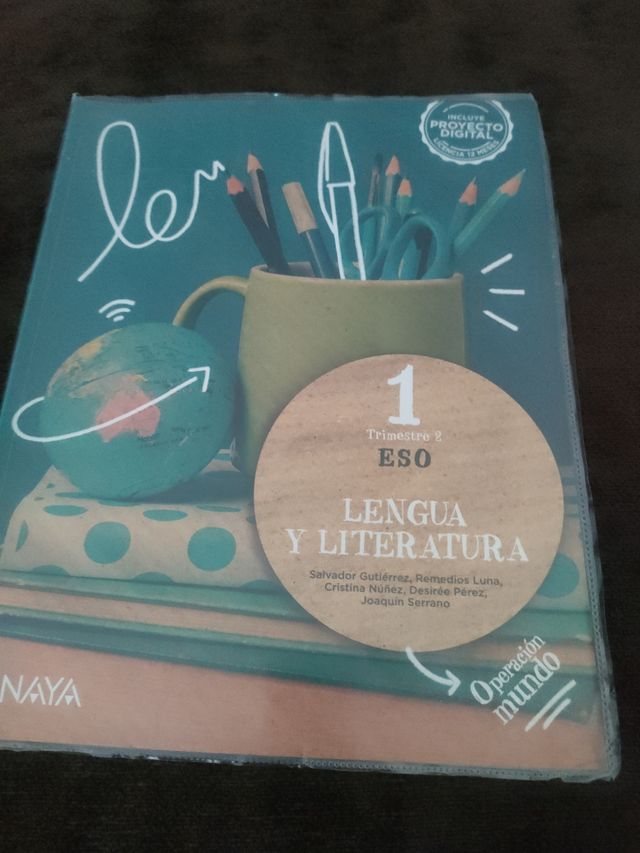 INCLUYE
PROYECTO
DIGITAL
LICENCIA 12 MESES
len
1
Trimestre 2
ESO
LENGUA
Y LITERATURA
Salvador Gutiérrez, Remedios Luna,
Cristina Núñez, Desirée Pérez,
Joaquín Serrano
Operación
mundo
NAYA